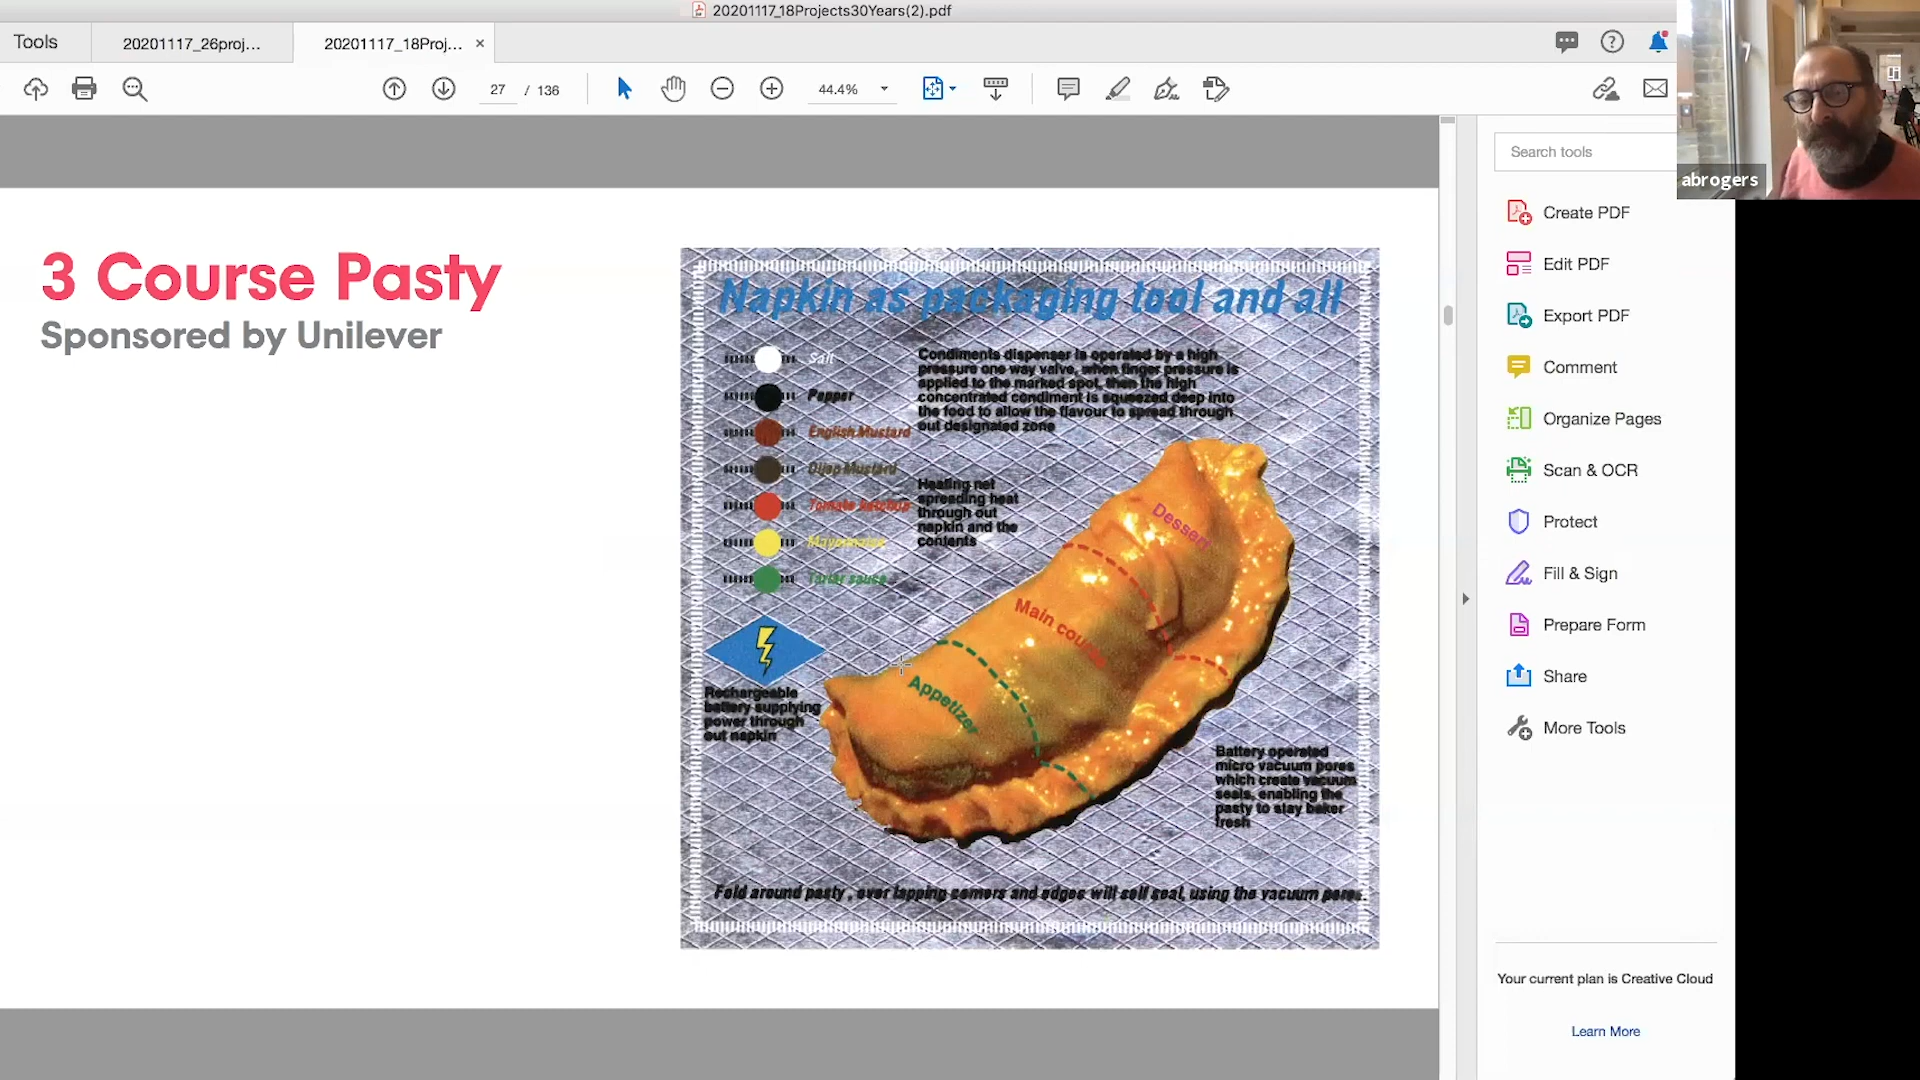 20201117_18Projects30Years(2).pdf
Tools
20201117_26proj...
20201117_18Proj...
27 / 136
44.4%
abrogers
Search tools
Create PDF
Edit PDF
Export PDF
Comment
Organize Pages
Scan & OCR
Protect
Fill & Sign
Prepare Form
Share
More Tools
Your current plan is Creative Cloud
Learn More
3 Course Pasty
Sponsored by Unilever
Napkin as packaging tool and all
Salt
Pepper
English Mustard
Dijon Mustard
Tomato ketchup
Mayonnaise
Tartar sauce
Condiments dispenser is operated by a high
pressure one way valve, when finger pressure is
applied to the marked spot, then the high
concentrated condiment is squeezed deep into
the food to allow the flavour to spread through
out designated zone
Heating net
spreading heat
through out
napkin and the
contents
Dessert
Main course
Appetizer
Rechargeable
battery supplying
power through
out napkin
Battery operated
micro vacuum pores
which create vacuum
seals, enabling the
pasty to stay baker
fresh
Fold around pasty , over lapping corners and edges will self seal, using the vacuum pores.